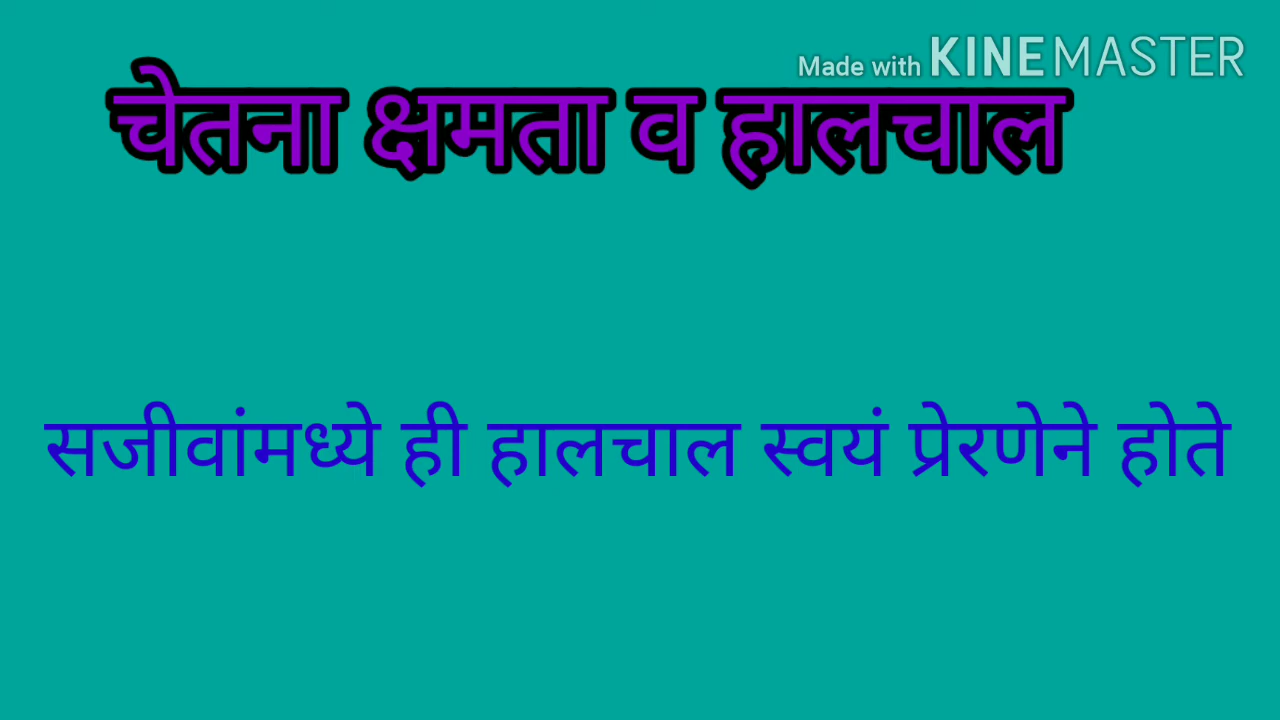 Made with KINEMASTER
चेतना क्षमता व हालचाल
सजीवांमध्ये ही हालचाल स्वयं प्रेरणेने होते